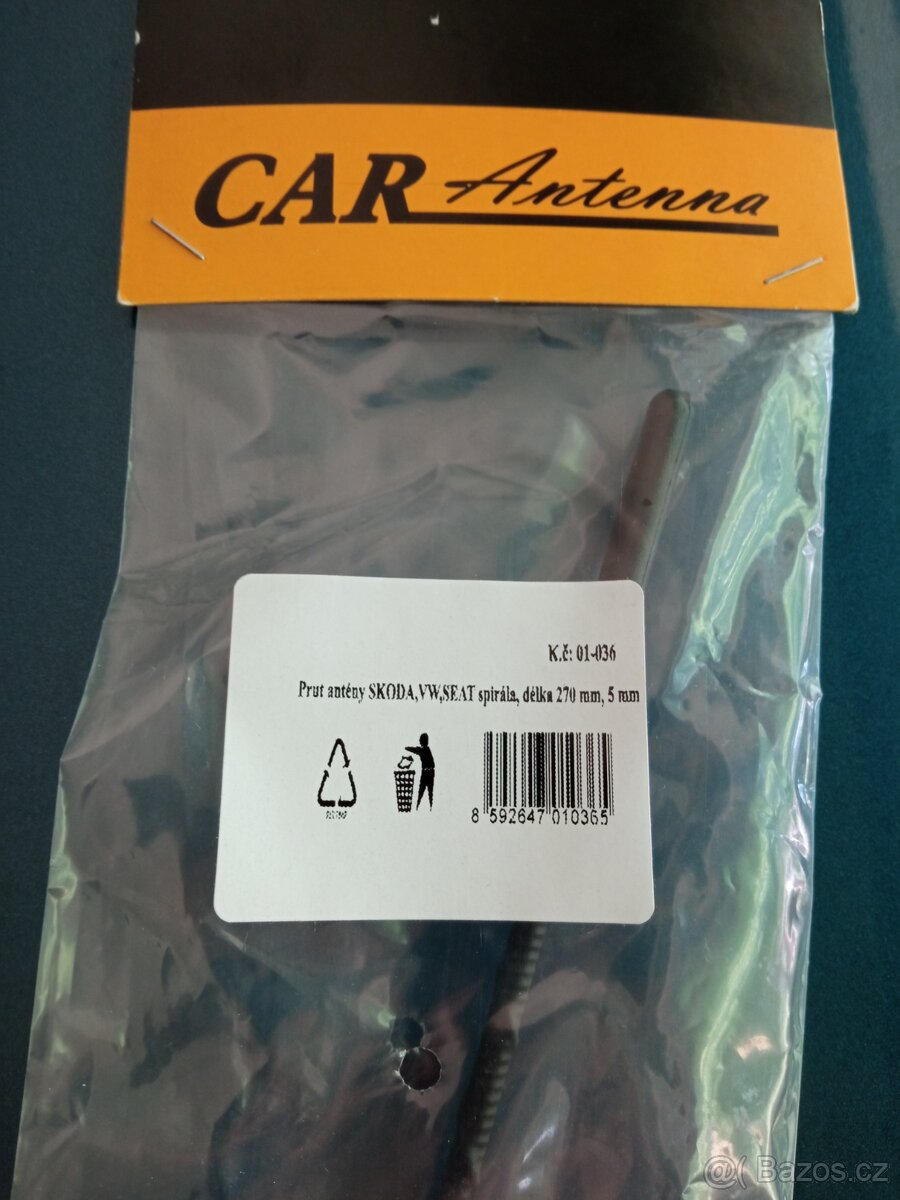 CAR Antenna
K.č: 01-036
Prut antény SKODA,VW,SEAT spirála, délka 270 mm, 5 mm
8 592647 010365
@( Bazos.cz